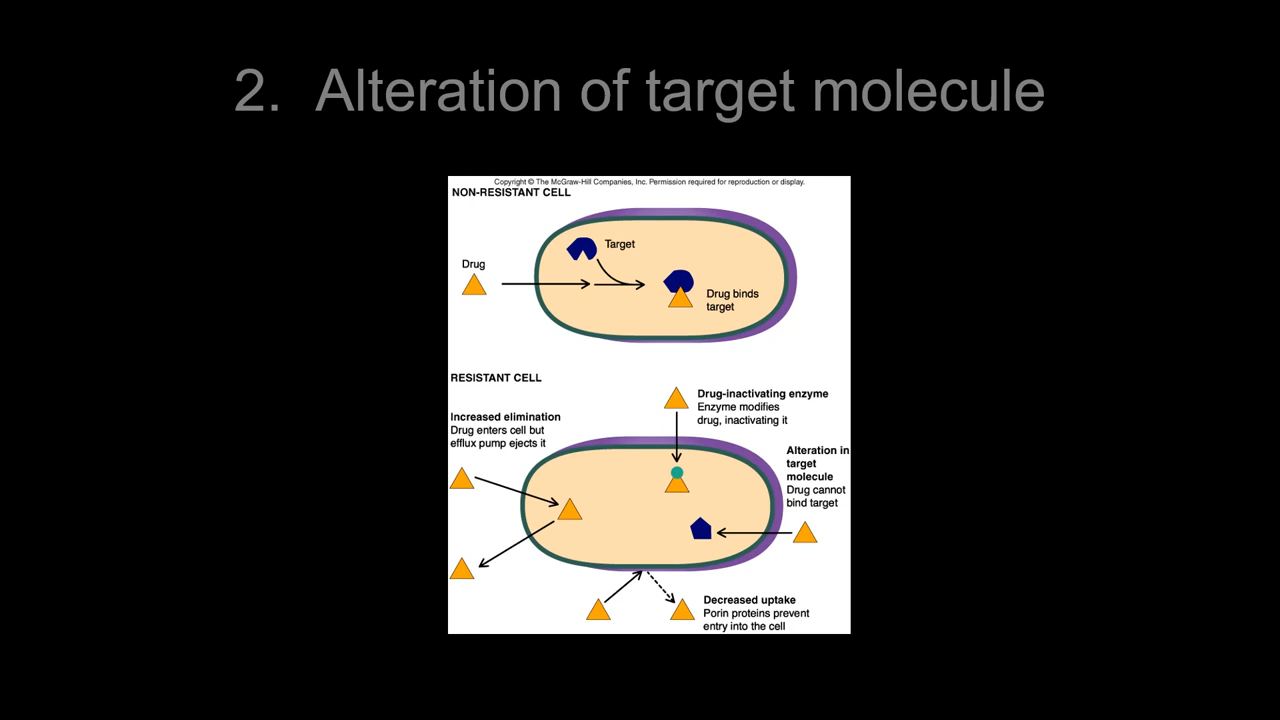 2. Alteration of target molecule
Copyright © The McGraw-Hill Companies, Inc. Permission required for reproduction or display.
NON-RESISTANT CELL
Target
Drug
Drug binds
target
RESISTANT CELL
Drug-inactivating enzyme
Enzyme modifies
drug, inactivating it
Increased elimination
Drug enters cell but
efflux pump ejects it
Alteration in
target
molecule
Drug cannot
bind target
Decreased uptake
Porin proteins prevent
entry into the cell